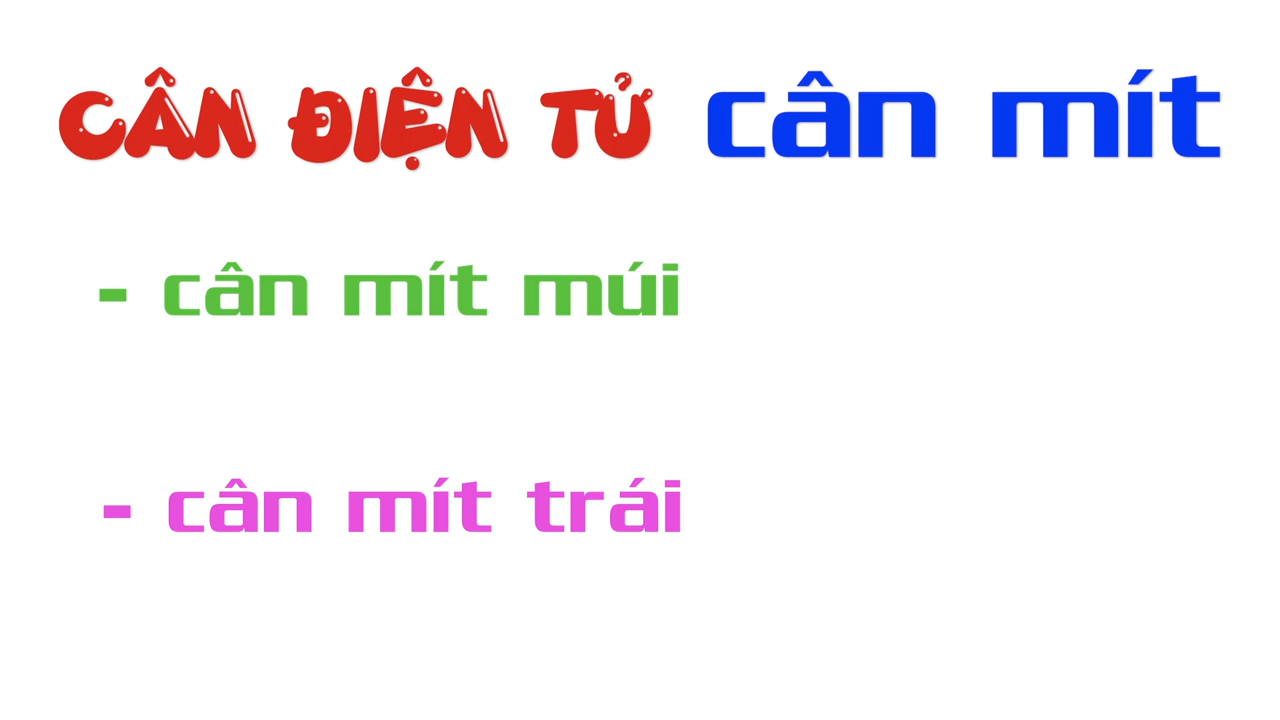 CÂN ĐIỆN TỬ cân mít
- cân mít múi
- cân mít trái